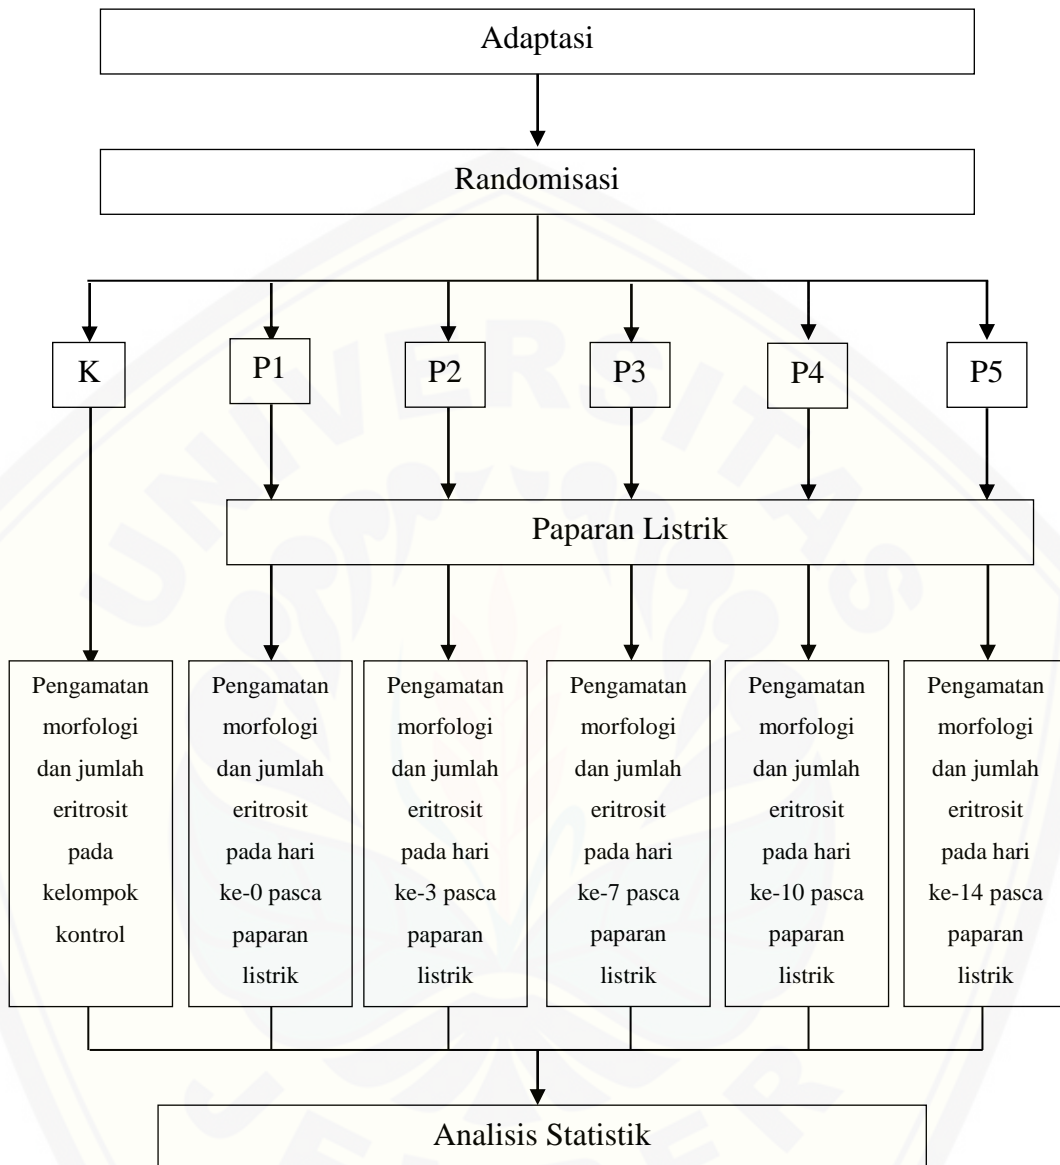 Adaptasi
Randomisasi
K
P1
P2
P3
P4
P5
Paparan Listrik
Pengamatan
morfologi
dan jumlah
eritrosit
pada
kelompok
kontrol
Pengamatan
morfologi
dan jumlah
eritrosit
pada hari
ke-0 pasca
paparan
listrik
Pengamatan
morfologi
dan jumlah
eritrosit
pada hari
ke-3 pasca
paparan
listrik
Pengamatan
morfologi
dan jumlah
eritrosit
pada hari
ke-7 pasca
paparan
listrik
Pengamatan
morfologi
dan jumlah
eritrosit
pada hari
ke-10 pasca
paparan
listrik
Pengamatan
morfologi
dan jumlah
eritrosit
pada hari
ke-14 pasca
paparan
listrik
Analisis Statistik
UNIVERSITAS
JEMBER